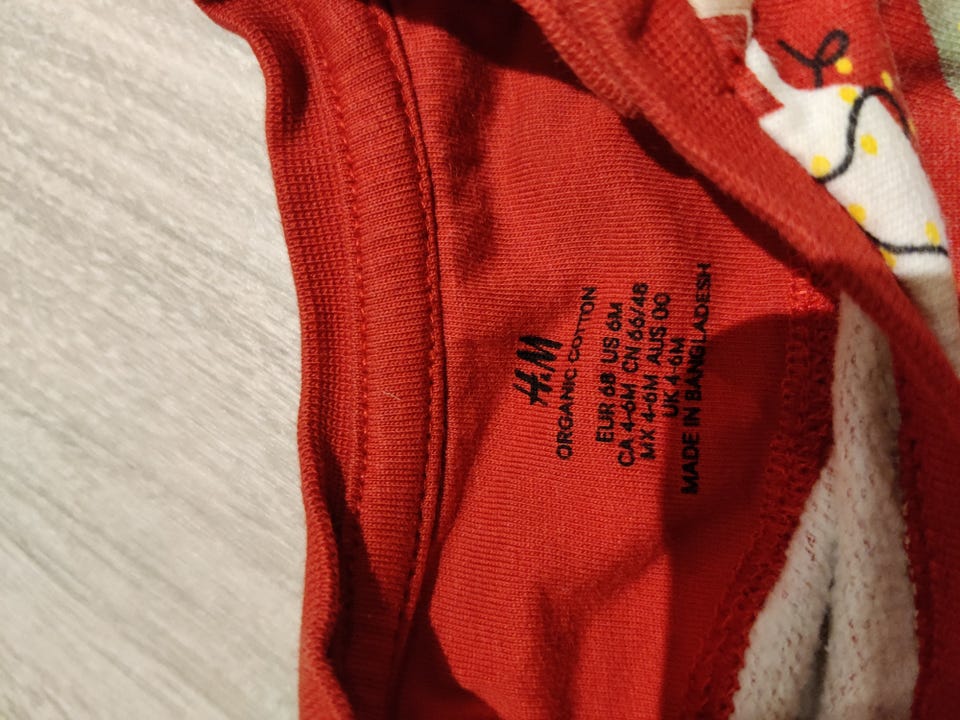 H&M
ORGANIC COTTON
EUR 68 US 6M
CA 4-6M CN 66/48
MX 4-6M AUS 00
UK 4-6M
MADE IN BANGLADESH